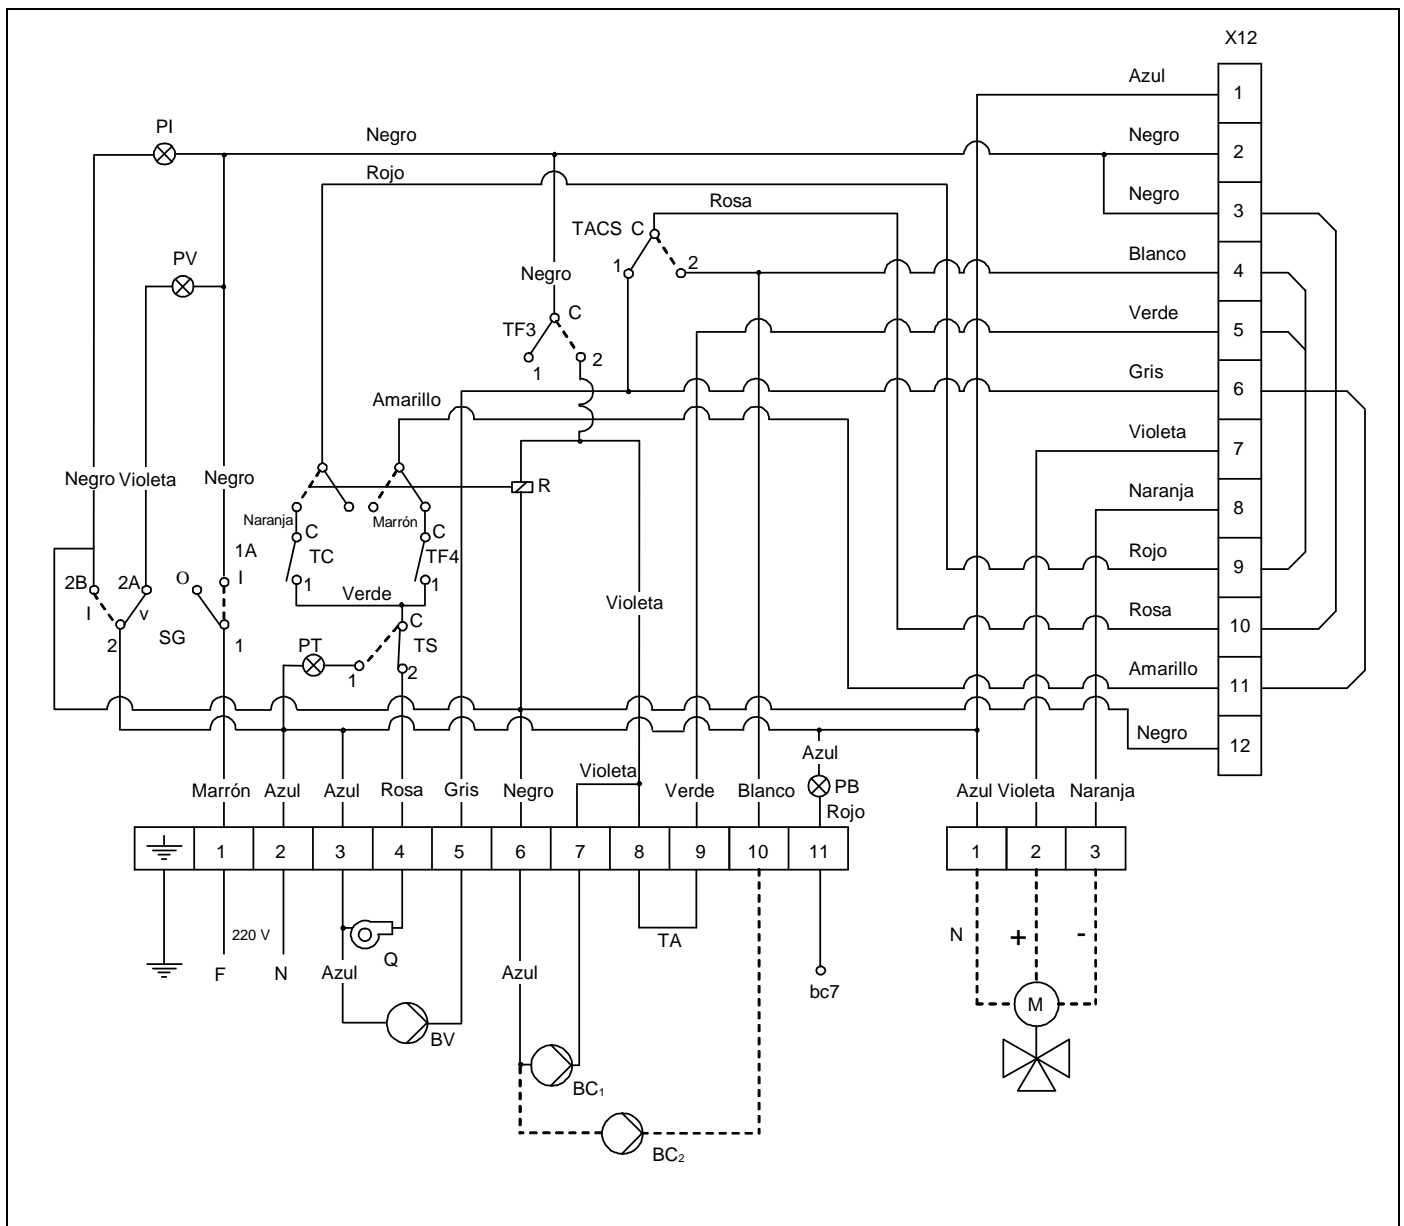 X12
Azul
1
PI
Negro
Negro
2
Rojo
Negro
3
Rosa
TACS C
1
2
Blanco
4
PV
Negro
C
TF3
1
2
Verde
5
Gris
6
Amarillo
Violeta
7
Negro
Violeta
Negro
R
Naranja
8
Naranja
Marrón
C
TC
1
C
TF4
1
1A
2B
I
2A
v
O
I
2
SG
1
Verde
Violeta
Rojo
9
Rosa
10
C
TS
PT
1
2
Amarillo
11
Negro
12
Azul
PB
Rojo
Violeta
Marrón
Azul
Azul
Rosa
Gris
Negro
Verde
Blanco
Azul
Violeta
Naranja
1
2
3
4
5
6
7
8
9
10
11
1
2
3
220 V
F
N
Azul
Q
Azul
TA
bc7
N
+
-
M
BV
BC1
BC2